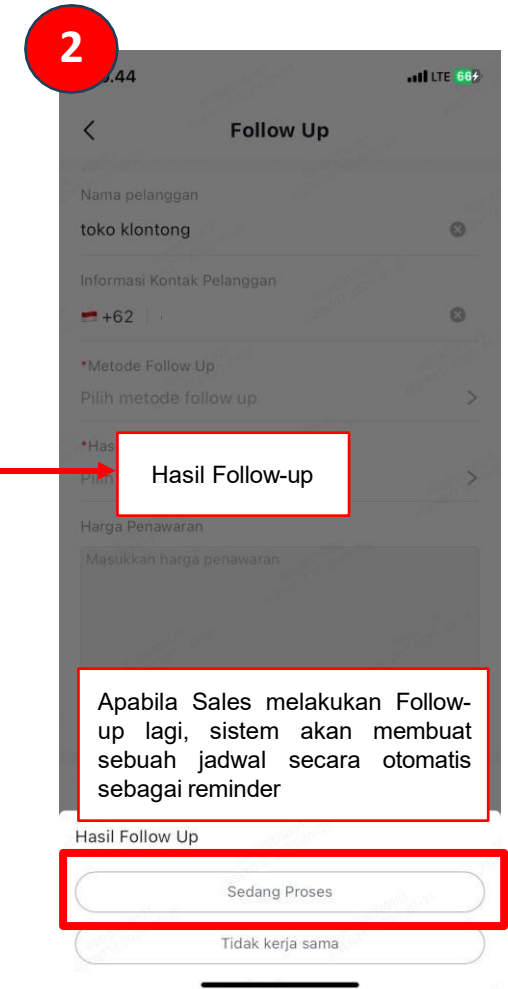 2
.44
LTE 66
Follow Up
Nama pelanggan
toko klontong
Informasi Kontak Pelanggan
+62
*Metode Follow Up
Pilih metode follow up
*Has
Hasil Follow-up
Harga Penawaran
Masukkan harga penawaran
Apabila Sales melakukan Follow-
up lagi, sistem akan membuat
sebuah jadwal secara otomatis
sebagai reminder
Hasil Follow Up
Sedang Proses
Tidak kerja sama